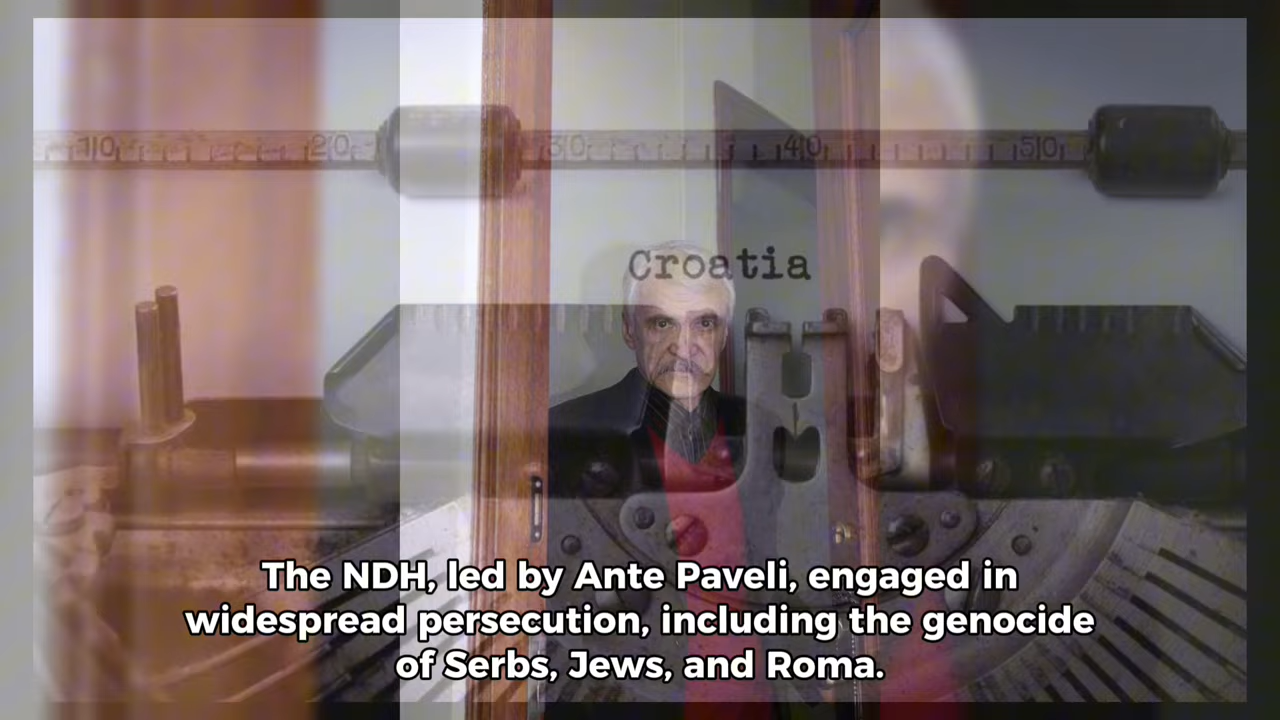 10 20 30 40 50
Croatia
The NDH, led by Ante Paveli, engaged in
widespread persecution, including the genocide
of Serbs, Jews, and Roma.